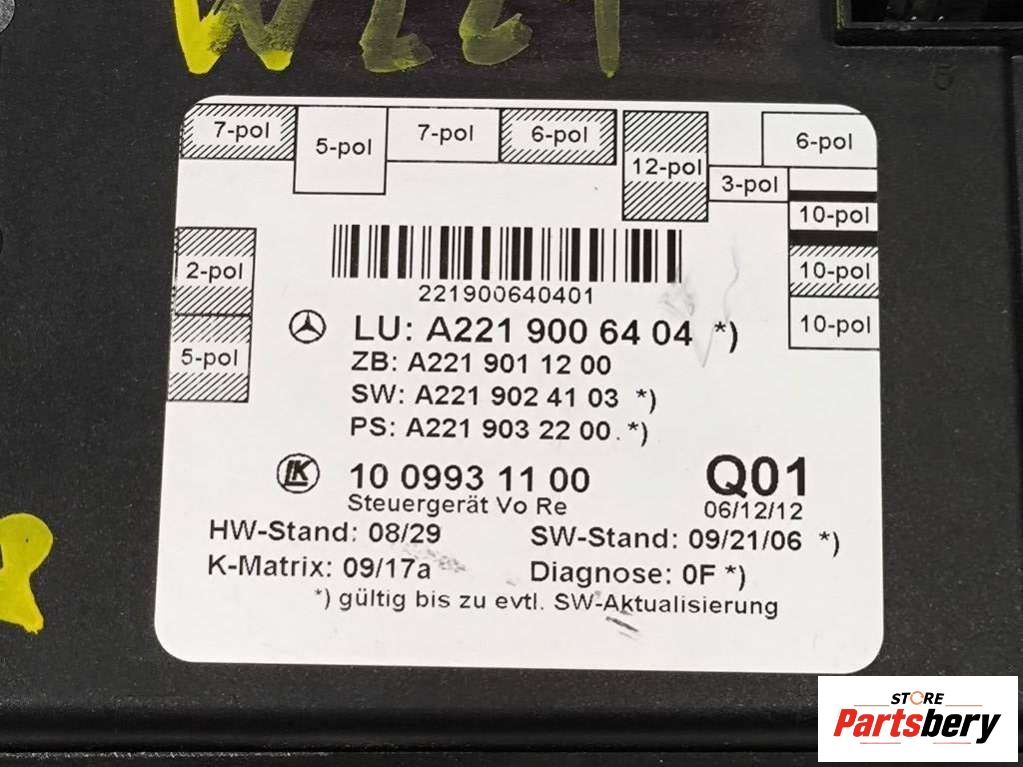 W221
5
7-pol
5-pol
7-pol
6-pol
12-pol
3-pol
6-pol
10-pol
10-pol
10-pol
2-pol
5-pol
221900640401
LU: A221 900 64 04 *)
ZB: A221 901 12 00
SW: A221 902 41 03 *)
PS: A221 903 22 00 *)
LK 10 0993 11 00 Q01
Steuergerät Vo Re 06/12/12
HW-Stand: 08/29 SW-Stand: 09/21/06 *)
K-Matrix: 09/17a Diagnose: 0F *)
*) gültig bis zu evtl. SW-Aktualisierung
STORE
Partsbery